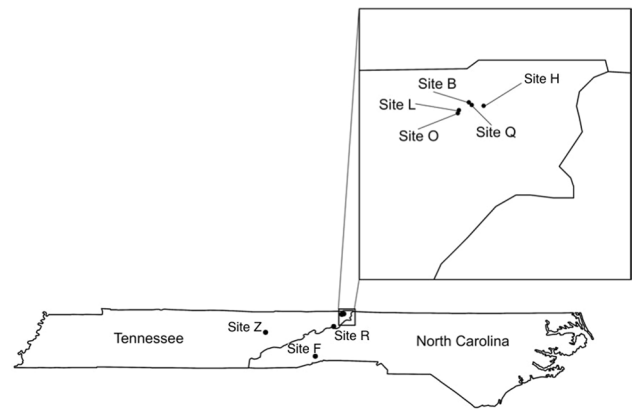 Site B
Site H
Site L
Site O
Site Q
Tennessee
Site Z
Site F
Site R
North Carolina